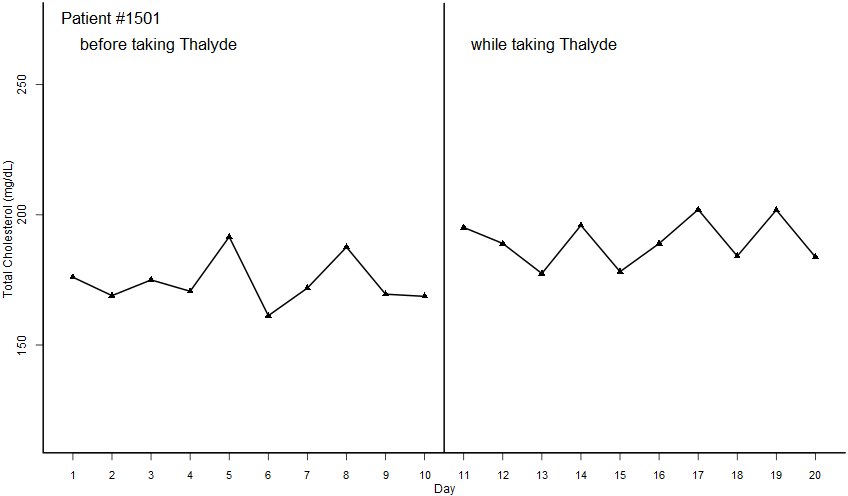 Patient #1501
before taking Thalyde
while taking Thalyde
Total Cholesterol (mg/dL)
250
200
150
1 2 3 4 5 6 7 8 9 10 11 12 13 14 15 16 17 18 19 20
Day